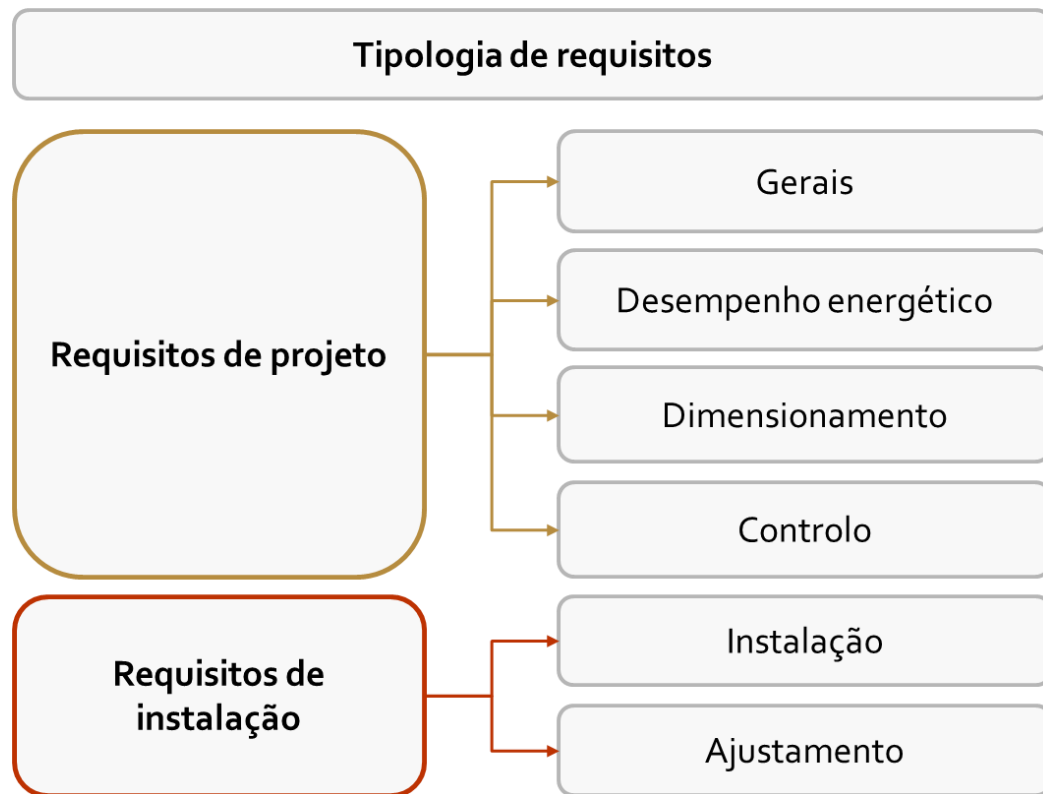 Tipologia de requisitos
Requisitos de projeto
Gerais
Desempenho energético
Dimensionamento
Controlo
Requisitos de
instalação
Instalação
Ajustamento